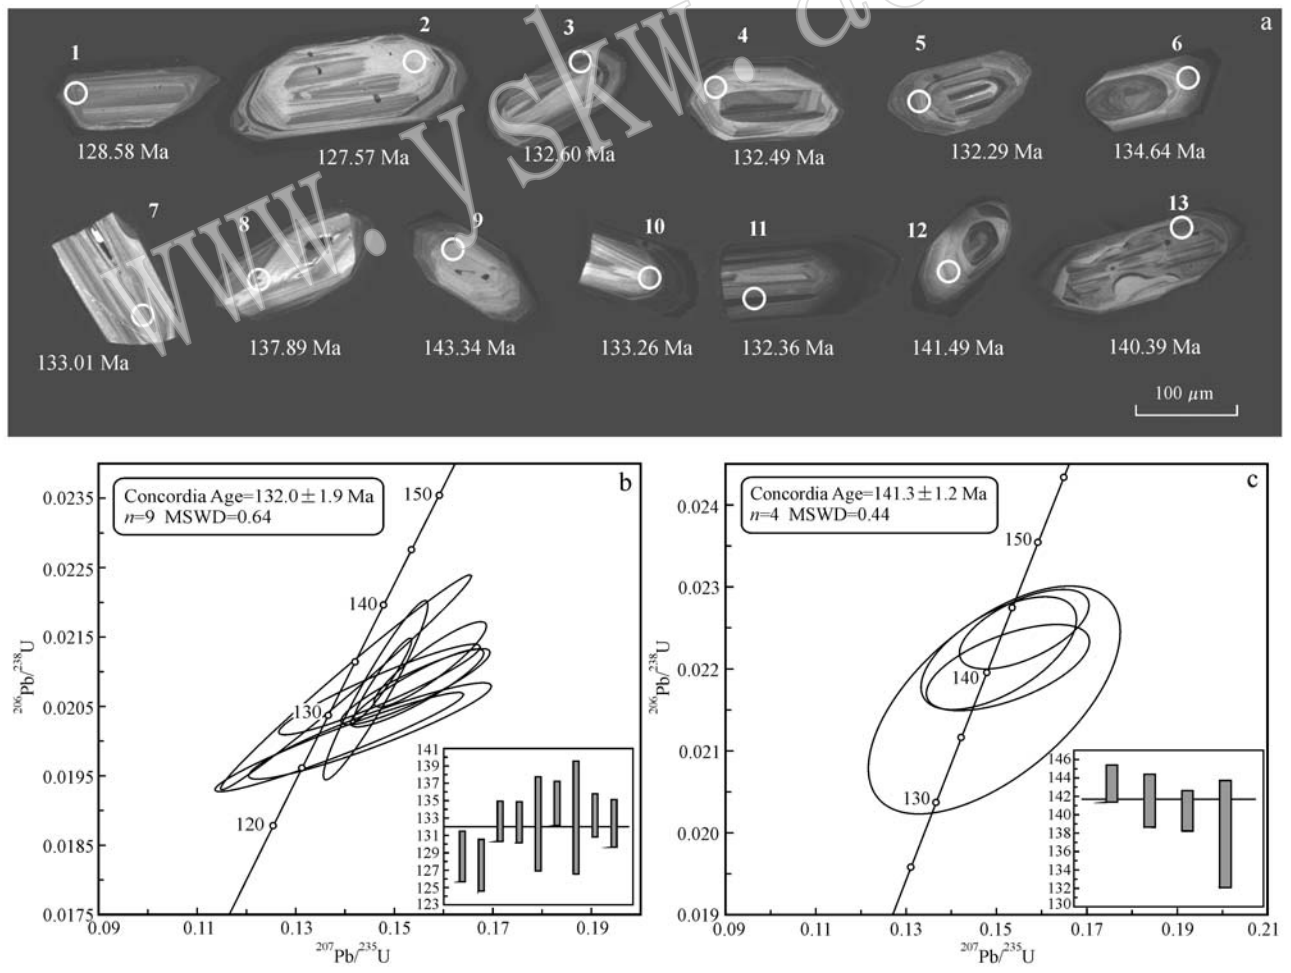 a
1 2 3 4 5 6
128.58 Ma 127.57 Ma 132.60 Ma 132.49 Ma 132.29 Ma 134.64 Ma
7 8 9 10 11 12 13
133.01 Ma 137.89 Ma 143.34 Ma 133.26 Ma 132.36 Ma 141.49 Ma 140.39 Ma
100 μm
www.yskw.ac
b
Concordia Age=132.0±1.9 Ma
n=9 MSWD=0.64
150
140
130
120
0.0235
0.0225
0.0215
0.0205
0.0195
0.0185
0.0175
²⁰⁶Pb/²³⁸U
141
139
137
135
133
131
129
127
125
123
0.09 0.11 0.13 0.15 0.17 0.19
²⁰⁷Pb/²³⁵U
c
Concordia Age=141.3±1.2 Ma
n=4 MSWD=0.44
150
140
130
0.024
0.023
0.022
0.021
0.020
0.019
²⁰⁶Pb/²³⁸U
146
144
142
140
138
136
134
132
130
0.09 0.11 0.13 0.15 0.17 0.19 0.21
²⁰⁷Pb/²³⁵U